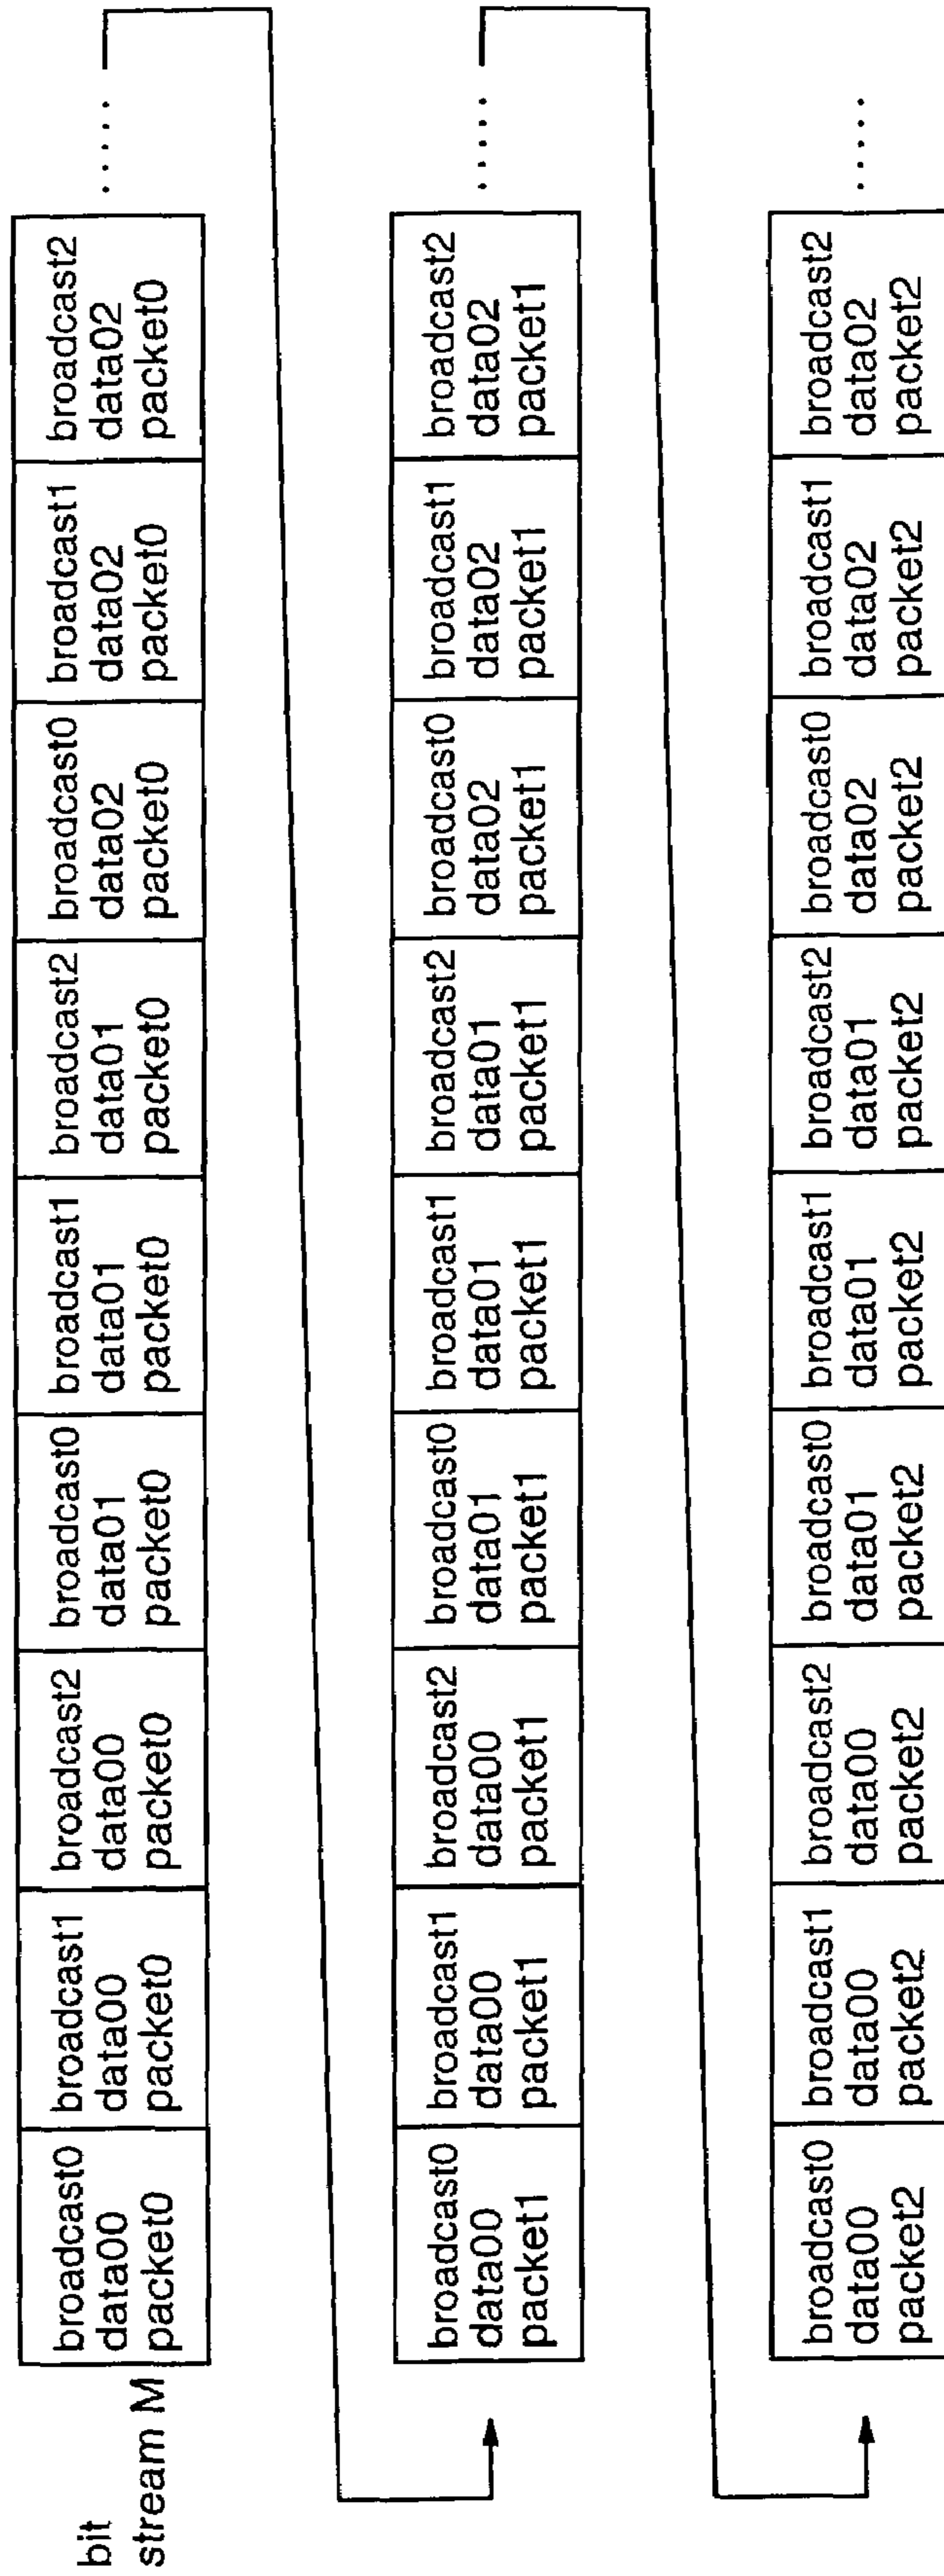 bit
stream M
broadcast0
data00
packet0
broadcast1
data00
packet0
broadcast2
data00
packet0
broadcast0
data01
packet0
broadcast1
data01
packet0
broadcast2
data01
packet0
broadcast0
data02
packet0
broadcast1
data02
packet0
broadcast2
data02
packet0
.....
broadcast0
data00
packet1
broadcast1
data00
packet1
broadcast2
data00
packet1
broadcast0
data01
packet1
broadcast1
data01
packet1
broadcast2
data01
packet1
broadcast0
data02
packet1
broadcast1
data02
packet1
broadcast2
data02
packet1
.....
broadcast0
data00
packet2
broadcast1
data00
packet2
broadcast2
data00
packet2
broadcast0
data01
packet2
broadcast1
data01
packet2
broadcast2
data01
packet2
broadcast0
data02
packet2
broadcast1
data02
packet2
broadcast2
data02
packet2
.....